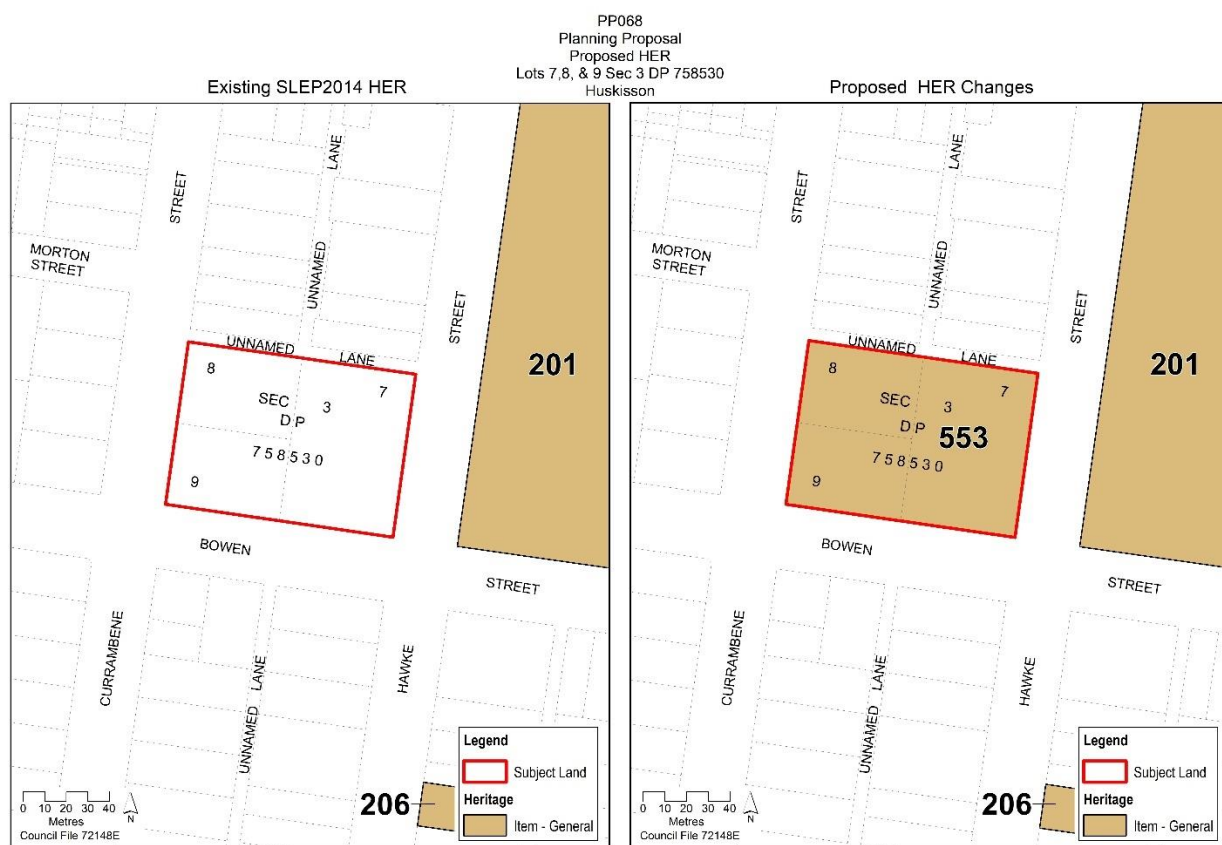 PP068
Planning Proposal
Proposed HER
Lots 7,8, & 9 Sec 3 DP 758530
Huskisson
Existing SLEP2014 HER
LANE
STREET
MORTON
STREET
UNNAMED
STREET
UNNAMED
LANE
201
8
7
SEC
3
D P
7 5 8 5 3 0
9
BOWEN
STREET
CURRAMBENE
UNNAMED LANE
HAWKE
206
0 10 20 30 40
Metres
Council File 72148E
N
Legend
Subject Land
Heritage
Item - General
Proposed HER Changes
LANE
STREET
MORTON
STREET
UNNAMED
STREET
UNNAMED
LANE
201
8
7
SEC
3
D P
553
7 5 8 5 3 0
9
BOWEN
STREET
CURRAMBENE
UNNAMED LANE
HAWKE
206
0 10 20 30 40
Metres
Council File 72148E
N
Legend
Subject Land
Heritage
Item - General